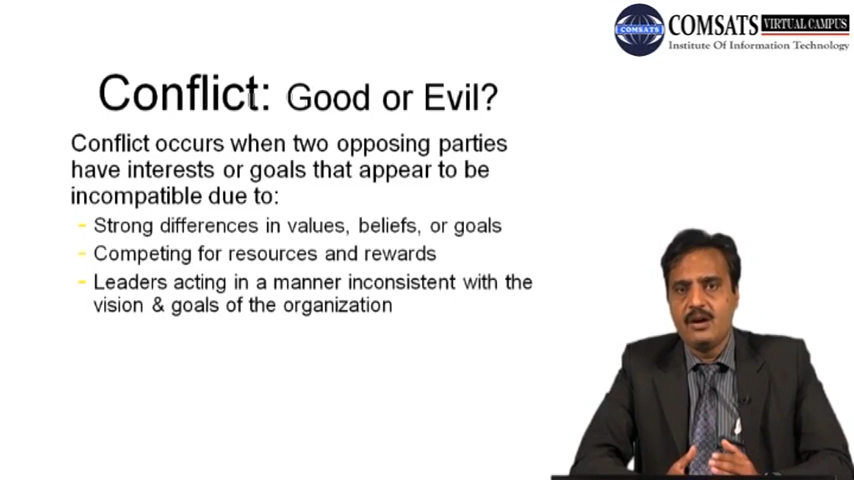 COMSATS VIRTUAL CAMPUS
COMSATS
Institute Of Information Technology
Conflict: Good or Evil?
Conflict occurs when two opposing parties
have interests or goals that appear to be
incompatible due to:
- Strong differences in values, beliefs, or goals
- Competing for resources and rewards
- Leaders acting in a manner inconsistent with the
vision & goals of the organization